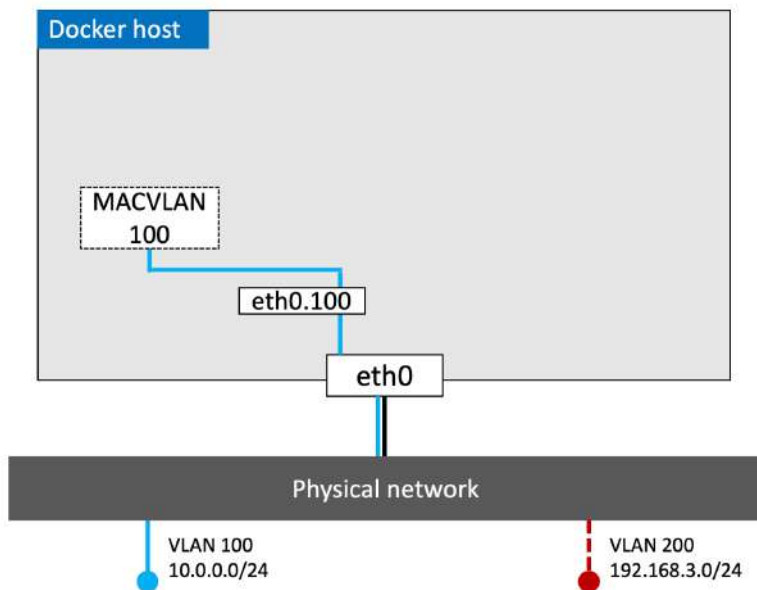 Docker host
MACVLAN
100
eth0.100
eth0
Physical network
VLAN 100
10.0.0.0/24
VLAN 200
192.168.3.0/24